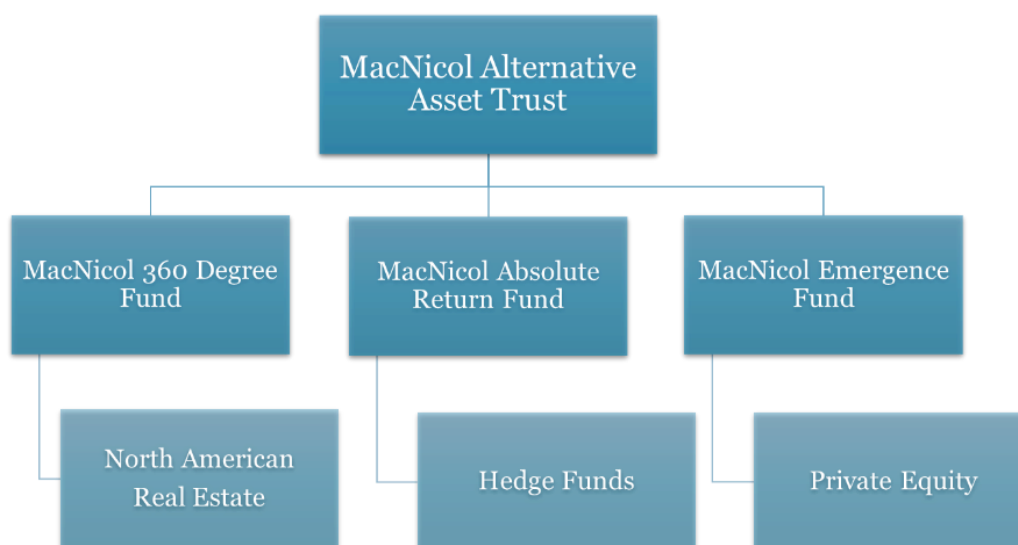 MacNicol Alternative
Asset Trust
MacNicol 360 Degree
Fund
MacNicol Absolute
Return Fund
MacNicol Emergence
Fund
North American
Real Estate
Hedge Funds
Private Equity